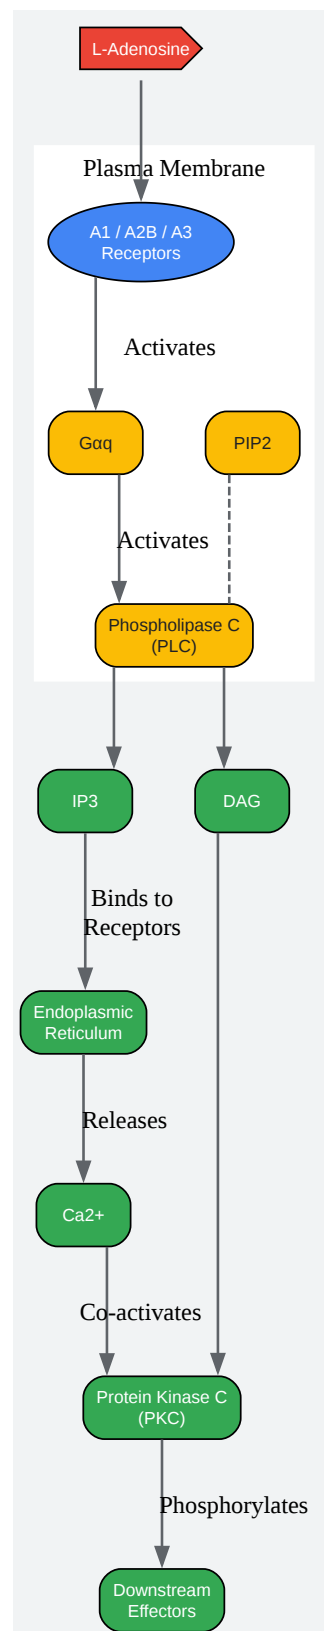 L-Adenosine
Plasma Membrane
A1 / A2B / A3
Receptors
Activates
Gαq
PIP2
Activates
Phospholipase C
(PLC)
IP3
DAG
Binds to
Receptors
Endoplasmic
Reticulum
Releases
Ca2+
Co-activates
Protein Kinase C
(PKC)
Phosphorylates
Downstream
Effectors